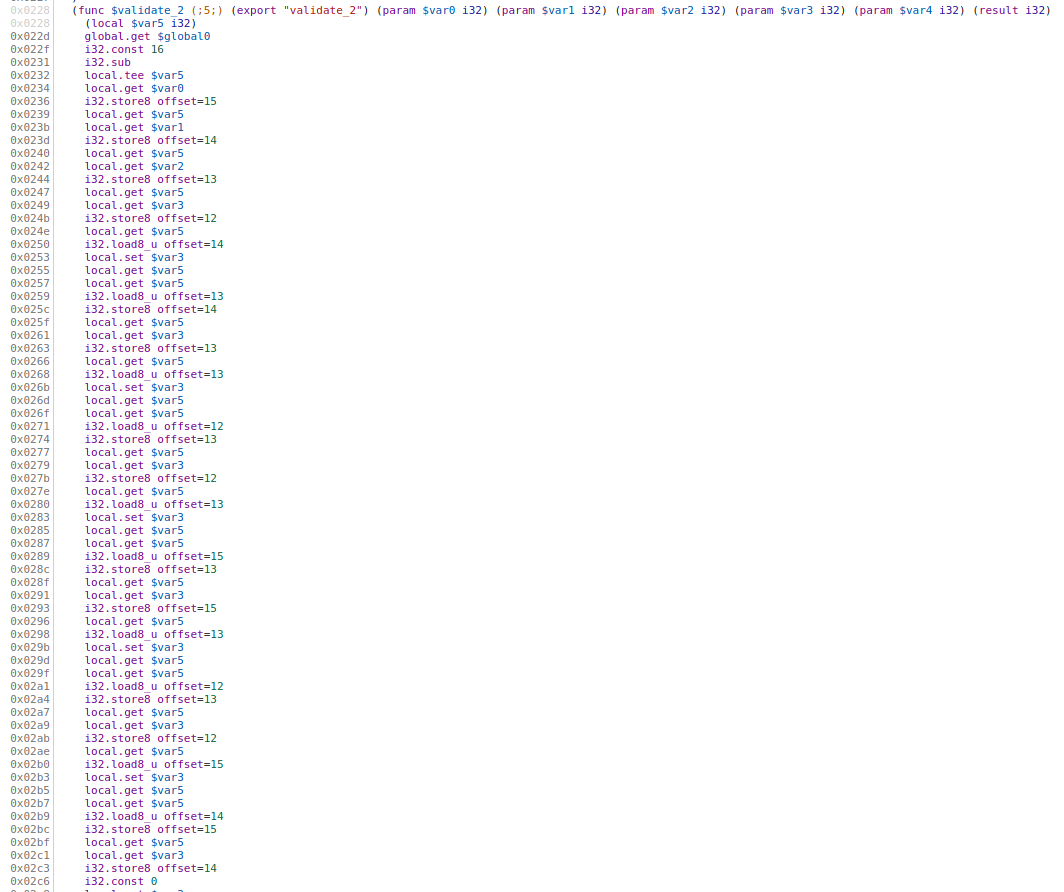 0x0228 (func $validate_2 (;5;) (export "validate_2") (param $var0 i32) (param $var1 i32) (param $var2 i32) (param $var3 i32) (param $var4 i32) (result i32)
0x0228 (local $var5 i32)
0x022d global.get $global0
0x022f i32.const 16
0x0231 i32.sub
0x0232 local.tee $var5
0x0234 local.get $var0
0x0236 i32.store8 offset=15
0x0239 local.get $var5
0x023b local.get $var1
0x023d i32.store8 offset=14
0x0240 local.get $var5
0x0242 local.get $var2
0x0244 i32.store8 offset=13
0x0247 local.get $var5
0x0249 local.get $var3
0x024b i32.store8 offset=12
0x024e local.get $var5
0x0250 i32.load8_u offset=14
0x0253 local.set $var3
0x0255 local.get $var5
0x0257 local.get $var5
0x0259 i32.load8_u offset=13
0x025c i32.store8 offset=14
0x025f local.get $var5
0x0261 local.get $var3
0x0263 i32.store8 offset=13
0x0266 local.get $var5
0x0268 i32.load8_u offset=13
0x026b local.set $var3
0x026d local.get $var5
0x026f local.get $var5
0x0271 i32.load8_u offset=12
0x0274 i32.store8 offset=13
0x0277 local.get $var5
0x0279 local.get $var3
0x027b i32.store8 offset=12
0x027e local.get $var5
0x0280 i32.load8_u offset=13
0x0283 local.set $var3
0x0285 local.get $var5
0x0287 local.get $var5
0x0289 i32.load8_u offset=15
0x028c i32.store8 offset=13
0x028f local.get $var5
0x0291 local.get $var3
0x0293 i32.store8 offset=15
0x0296 local.get $var5
0x0298 i32.load8_u offset=13
0x029b local.set $var3
0x029d local.get $var5
0x029f local.get $var5
0x02a1 i32.load8_u offset=12
0x02a4 i32.store8 offset=13
0x02a7 local.get $var5
0x02a9 local.get $var3
0x02ab i32.store8 offset=12
0x02ae local.get $var5
0x02b0 i32.load8_u offset=15
0x02b3 local.set $var3
0x02b5 local.get $var5
0x02b7 local.get $var5
0x02b9 i32.load8_u offset=14
0x02bc i32.store8 offset=15
0x02bf local.get $var5
0x02c1 local.get $var3
0x02c3 i32.store8 offset=14
0x02c6 i32.const 0